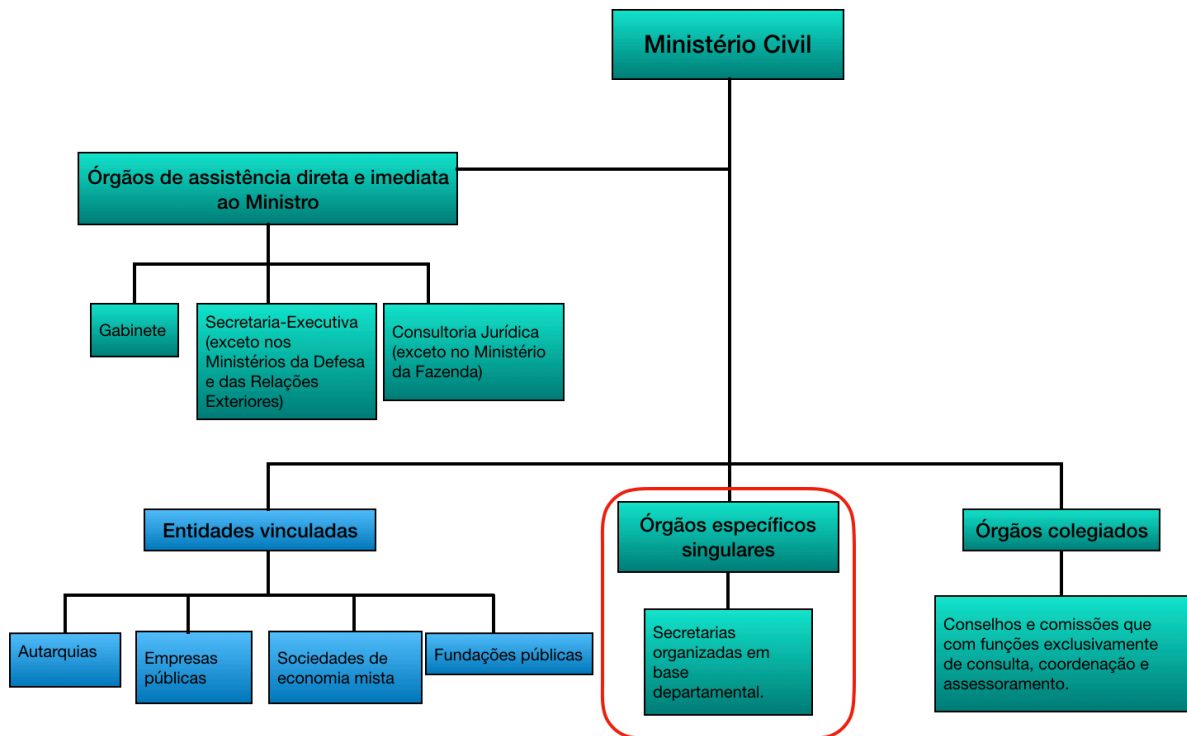 Ministério Civil
Órgãos de assistência direta e imediata
ao Ministro
Gabinete
Secretaria-Executiva
(exceto nos
Ministérios da Defesa
e das Relações
Exteriores)
Consultoria Jurídica
(exceto no Ministério
da Fazenda)
Entidades vinculadas
Órgãos específicos
singulares
Órgãos colegiados
Autarquias
Empresas
públicas
Sociedades de
economia mista
Fundações públicas
Secretarias
organizadas em
base
departamental.
Conselhos e comissões que
com funções exclusivamente
de consulta, coordenação e
assessoramento.